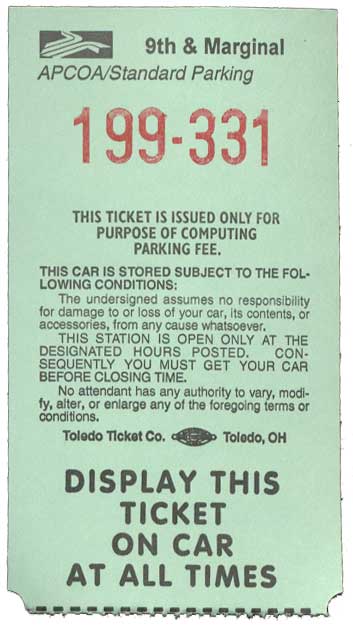 9th & Marginal
APCOA/Standard Parking
199-331
THIS TICKET IS ISSUED ONLY FOR
PURPOSE OF COMPUTING
PARKING FEE.
THIS CAR IS STORED SUBJECT TO THE FOL-
LOWING CONDITIONS:
The undersigned assumes no responsibility
for damage to or loss of your car, its contents, or
accessories, from any cause whatsoever.
THIS STATION IS OPEN ONLY AT THE
DESIGNATED HOURS POSTED. CON-
SEQUENTLY YOU MUST GET YOUR CAR
BEFORE CLOSING TIME.
No attendant has any authority to vary, modi-
fy, alter, or enlarge any of the foregoing terms or
conditions.
Toledo Ticket Co. Toledo, OH
DISPLAY THIS
TICKET
ON CAR
AT ALL TIMES